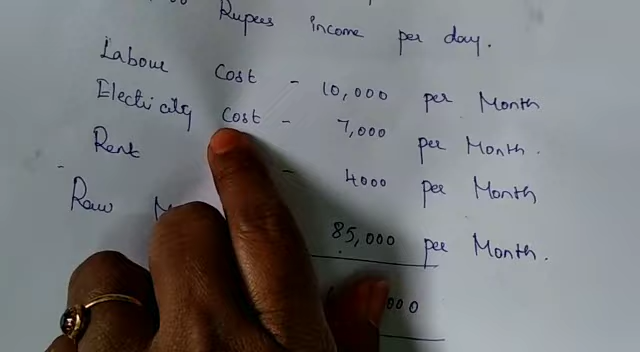 Rupees income per day.
Labour Cost - 10,000 per Month
Electricity cost - 7,000 per Month.
Rent - 4000 per Month
Raw 85,000 per Month.